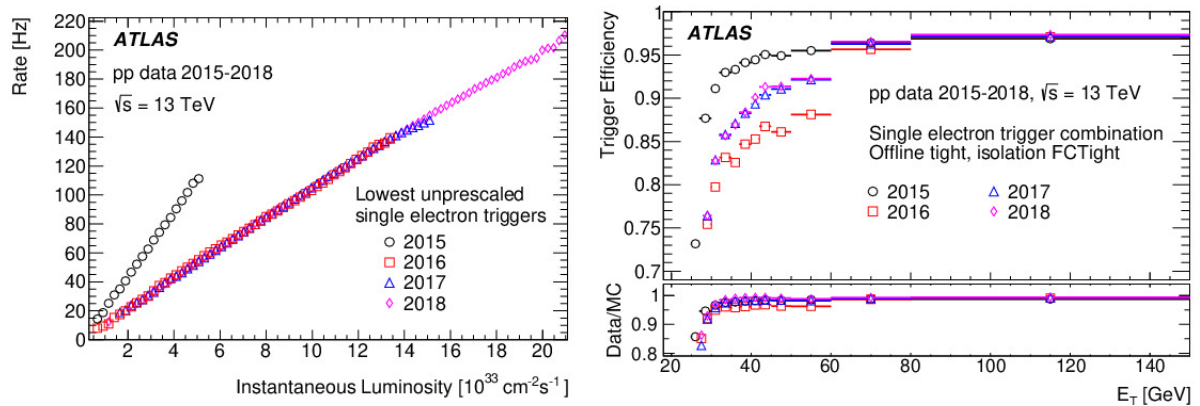 Rate [Hz]
220
200
180
160
140
120
100
80
60
40
20
0
ATLAS
pp data 2015-2018
√s = 13 TeV
Lowest unprescaled
single electron triggers
2015
2016
2017
2018
2 4 6 8 10 12 14 16 18 20
Instantaneous Luminosity [10³³ cm⁻²s⁻¹]
Trigger Efficiency
1
0.95
0.9
0.85
0.8
0.75
0.7
ATLAS
pp data 2015-2018, √s = 13 TeV
Single electron trigger combination
Offline tight, isolation FCTight
2015 2017
2016 2018
Data/MC
1
0.9
0.8
20 40 60 80 100 120 140
E_T [GeV]